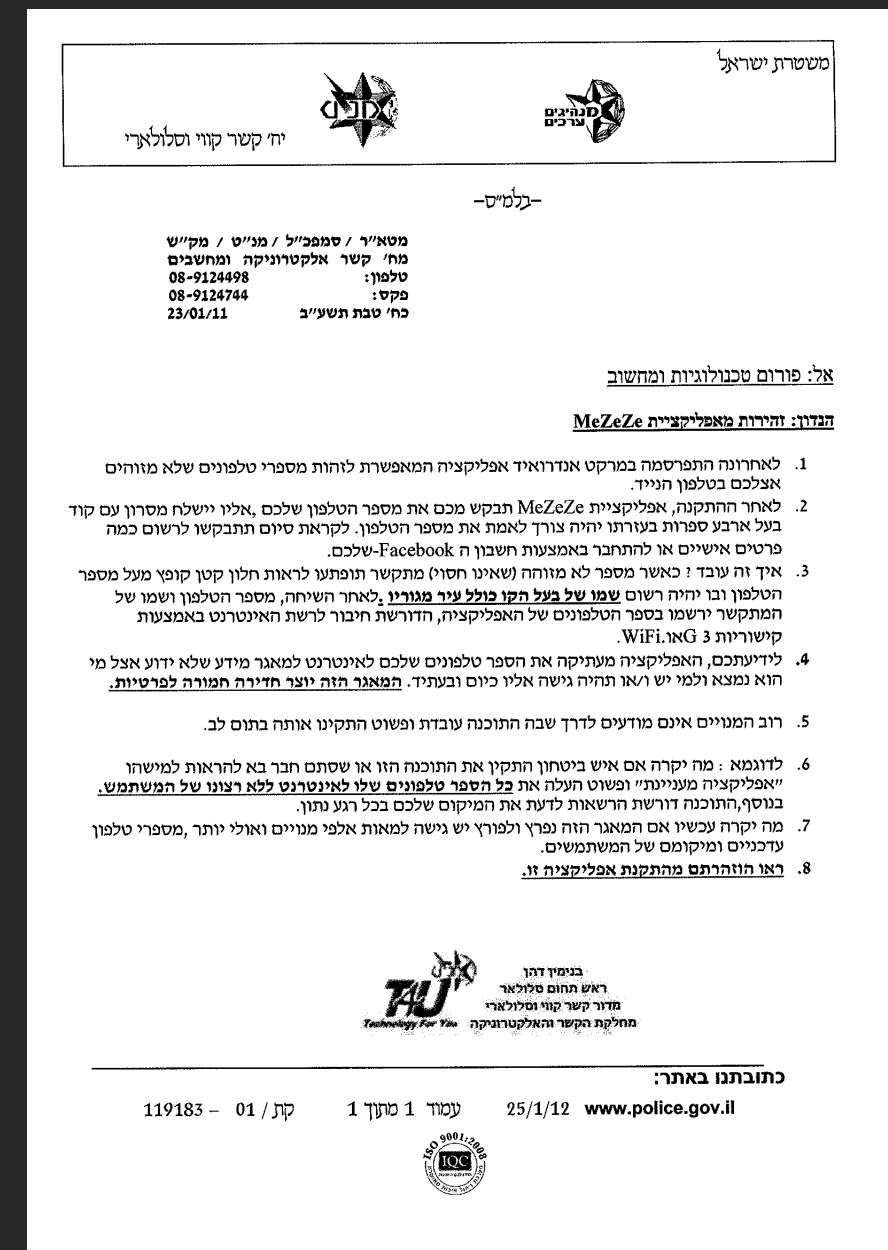 משטרת ישראל
מנהיגים
ערכים
יח' קשר קווי וסלולארי
–בלמ"ס–
מטא"ר / סמפכ"ל / מנ"ט / מק"ש
מח' קשר אלקטרוניקה ומחשבים
טלפון: 08-9124498
פקס: 08-9124744
כח' טבת תשע"ב 23/01/11
אל: פורום טכנולוגיות ומחשוב
הנדון: זהירות מאפליקציית MeZeZe
1. לאחרונה התפרסמה במרקט אנדרואיד אפליקציה המאפשרת לזהות מספרי טלפונים שלא מזוהים
אצלכם בטלפון הנייד.
2. לאחר ההתקנה, אפליקציית MeZeZe תבקש מכם את מספר הטלפון שלכם ,אליו יישלח מסרון עם קוד
בעל ארבע ספרות בעזרתו יהיה צורך לאמת את מספר הטלפון. לקראת סיום תתבקשו לרשום כמה
פרטים אישיים או להתחבר באמצעות חשבון ה Facebook-שלכם.
3. איך זה עובד ? כאשר מספר לא מזוהה (שאינו חסוי) מתקשר תופתעו לראות חלון קטן קופץ מעל מספר
הטלפון ובו יהיה רשום שמו של בעל הקו כולל עיר מגוריו .לאחר השיחה, מספר הטלפון ושמו של
המתקשר ירשמו בספר הטלפונים של האפליקציה, הדורשת חיבור לרשת האינטרנט באמצעות
קישוריות 3 Gאו.WiFi
4. לידיעתכם, האפליקציה מעתיקה את הספר טלפונים שלכם לאינטרנט למאגר מידע שלא ידוע אצל מי
הוא נמצא ולמי יש ו/או תהיה גישה אליו כיום ובעתיד. המאגר הזה יוצר חדירה חמורה לפרטיות.
5. רוב המנויים אינם מודעים לדרך שבה התוכנה עובדת ופשוט התקינו אותה בתום לב.
6. לדוגמא : מה יקרה אם איש ביטחון התקין את התוכנה הזו או שסתם חבר בא להראות למישהו
"אפליקציה מעניינת" ופשוט העלה את כל הספר טלפונים שלו לאינטרנט ללא רצונו של המשתמש.
בנוסף,התוכנה דורשת הרשאות לדעת את המיקום שלכם בכל רגע נתון.
7. מה יקרה עכשיו אם המאגר הזה נפרץ ולפורץ יש גישה למאות אלפי מנויים ואולי יותר ,מספרי טלפון
עדכניים ומיקומם של המשתמשים.
8. ראו הוזהרתם מהתקנת אפליקציה זו.
בנימין דהן
ראש תחום סלולאר
מדור קשר קווי וסלולארי
מחלקת הקשר והאלקטרוניקה
T4U
Technology For You
כתובתנו באתר:
www.police.gov.il 25/1/12 עמוד 1 מתוך 1 קת / 01 – 119183
ISO 9001:2008
IQC